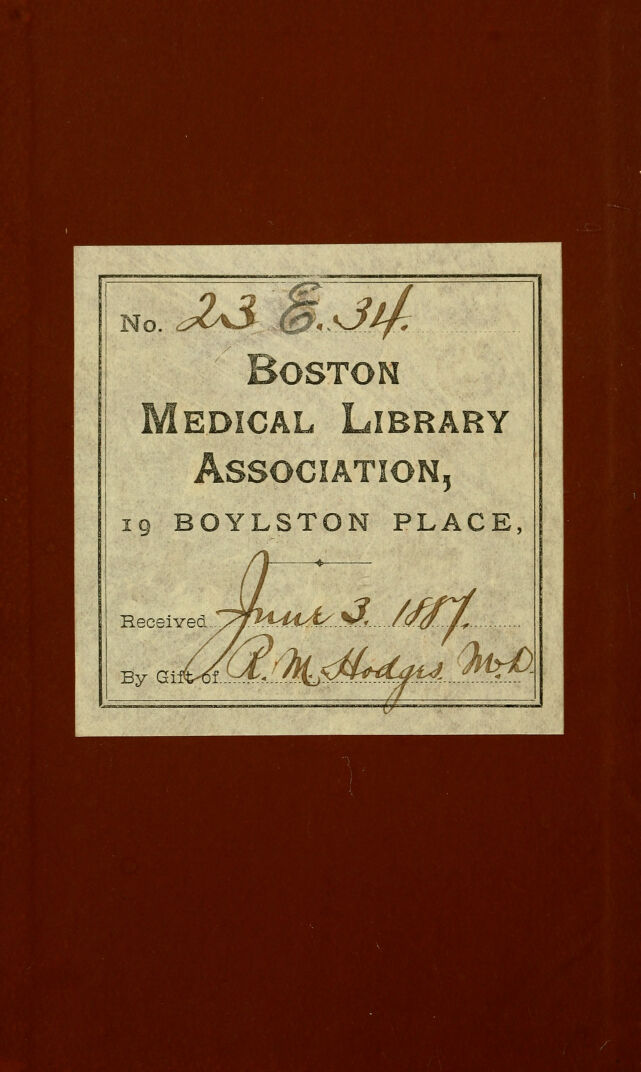 No. 23 E. 34.
BOSTON
MEDICAL LIBRARY
ASSOCIATION,
19 BOYLSTON PLACE,
Received June 3. 1887.
By Gift of R. M. Hodges M.D.